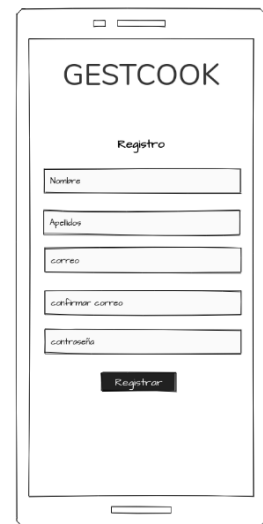 GESTCOOK
Registro
Nombre
Apellidos
correo
confirmar correo
contraseña
Registrar